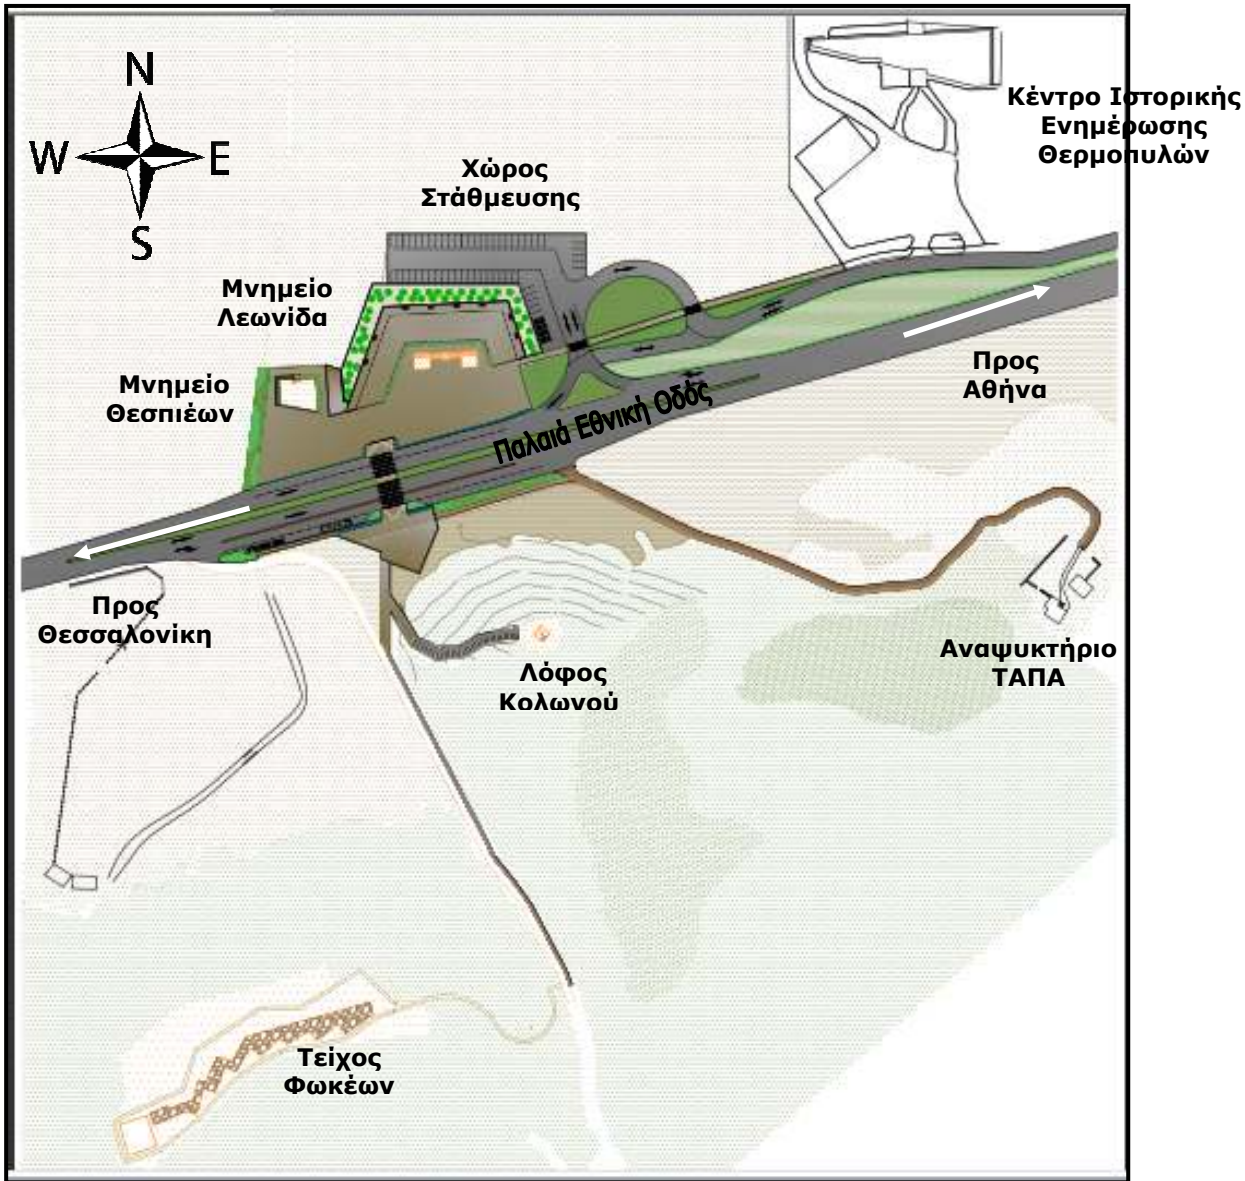 N
W E
S
Κέντρο Ιστορικής
Ενημέρωσης
Θερμοπυλών
Χώρος
Στάθμευσης
Μνημείο
Λεωνίδα
Μνημείο
Θεσπιέων
Προς
Αθήνα
Παλαιά Εθνική Οδός
Προς
Θεσσαλονίκη
Λόφος
Κολωνού
Αναψυκτήριο
ΤΑΠΑ
Τείχος
Φωκέων